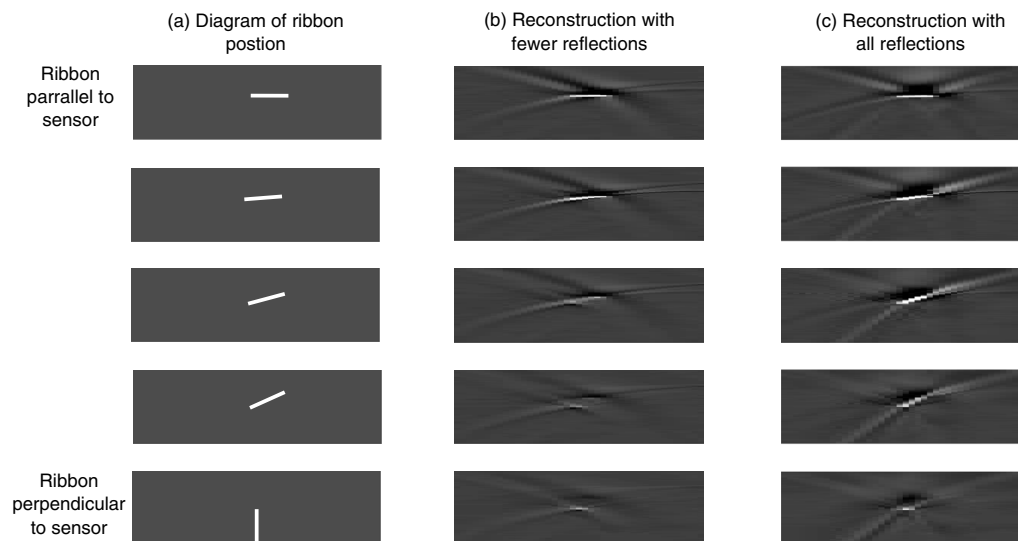 (a) Diagram of ribbon
postion
(b) Reconstruction with
fewer reflections
(c) Reconstruction with
all reflections
Ribbon
parrallel to
sensor
Ribbon
perpendicular
to sensor